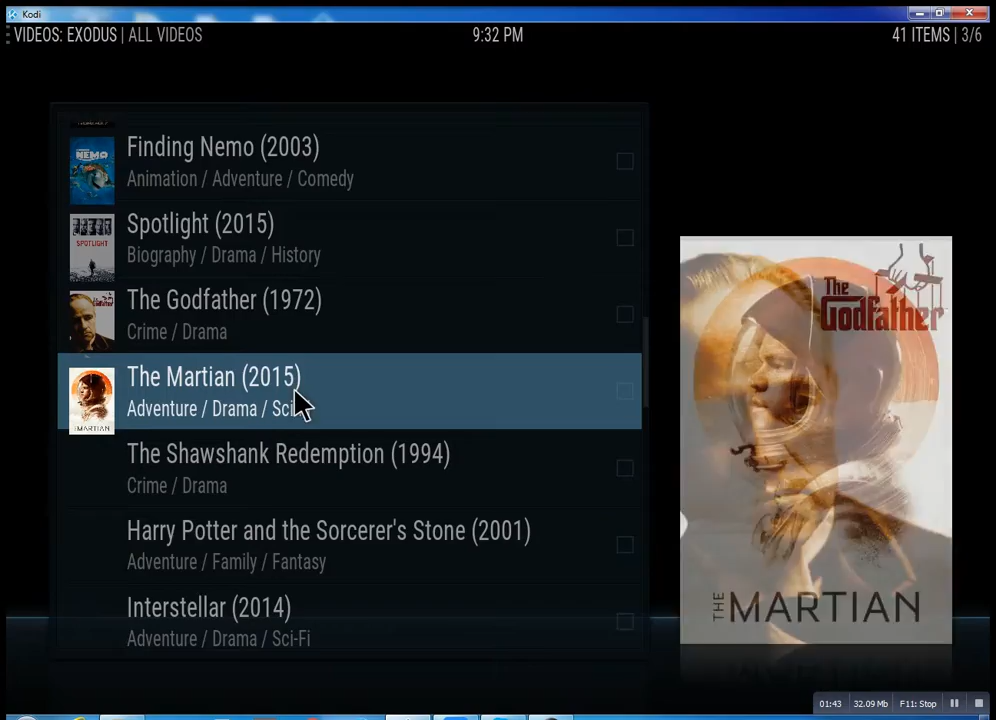 Kodi
VIDEOS: EXODUS | ALL VIDEOS
9:32 PM
41 ITEMS | 3/6
Finding Nemo (2003)
Animation / Adventure / Comedy
NEMO
Spotlight (2015)
Biography / Drama / History
SPOTLIGHT
The Godfather (1972)
Crime / Drama
The Martian (2015)
Adventure / Drama / Sci
MARTIAN
The Shawshank Redemption (1994)
Crime / Drama
Harry Potter and the Sorcerer's Stone (2001)
Adventure / Family / Fantasy
Interstellar (2014)
Adventure / Drama / Sci-Fi
The
Godfather
THE MARTIAN
01:43
32.09 Mb
F11: Stop